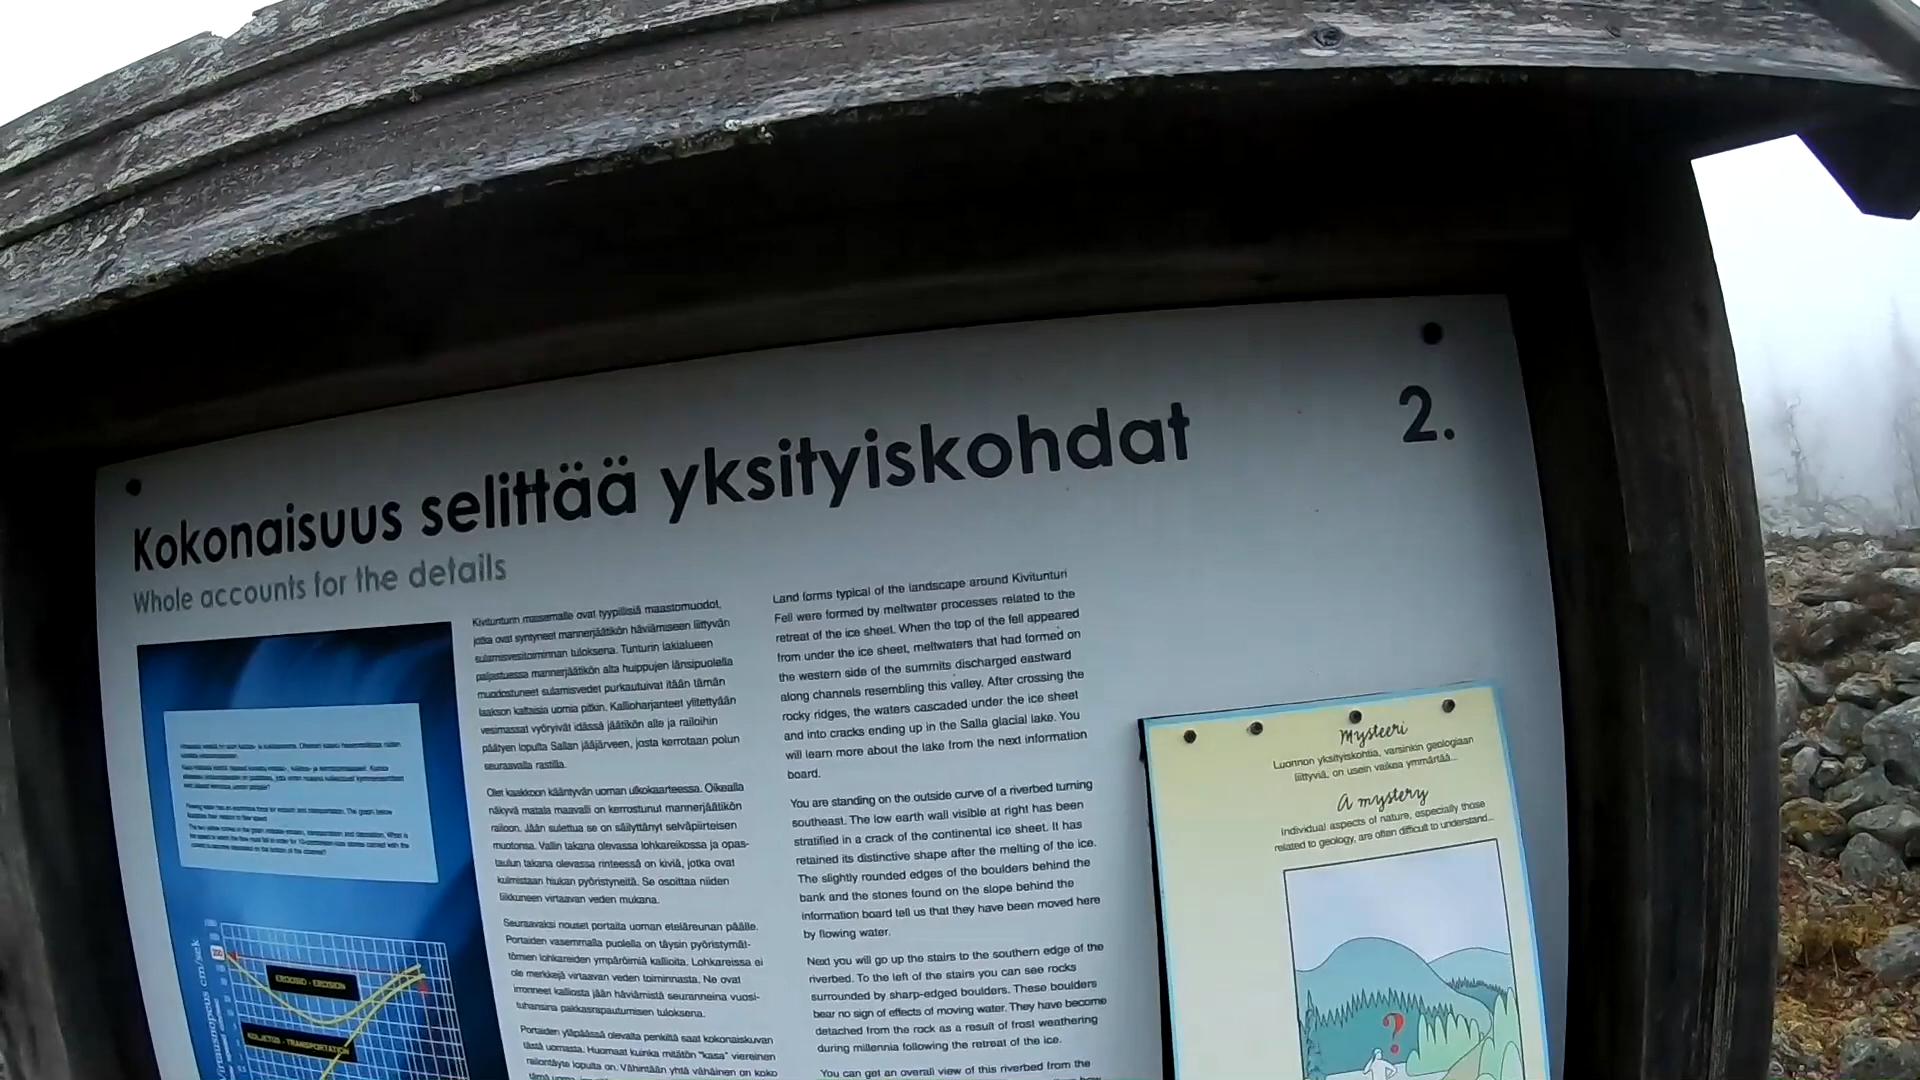 Kokonaisuus selittää yksityiskohdat
2.
Whole accounts for the details
Kivitunturin maisemalle ovat tyypillisiä maastomuodot,
jotka ovat syntyneet mannerjäätikön häviämiseen liittyvän
sulamisvesitoiminnan tuloksena. Tunturin lakialueen
paljastuessa mannerjäätikön alta huippujen länsipuolella
muodostuneet sulamisvedet purkautuivat itään tämän
laakson kaltaisia uomia pitkin. Kallioharjanteet ylitettyään
vesimassat vyöryivät idässä jäätikön alle ja railoihin
päätyen lopulta Sallan jääjärveen, josta kerrotaan polun
seuraavalla rastilla.
Olet kaakkoon kääntyvän uoman ulkokaarteessa. Oikealla
näkyvä matala maavalli on kerrostunut mannerjäätikön
railoon. Jään sulettua se on säilyttänyt selväpiirteisen
muotonsa. Vallin takana olevassa lohkareikossa ja opas-
taulun takana olevassa rinteessä on kiviä, jotka ovat
kulmistaan hiukan pyöristyneitä. Se osoittaa niiden
liikkuneen virtaavan veden mukana.
Seuraavaksi nouset portaita uoman etelareunan päälle.
Portaiden vasemmalla puolella on täysin pyöristymät-
tömien lohkareiden ympäröimiä kallioita. Lohkareissa ei
ole merkkejä virtaavan veden toiminnasta. Ne ovat
irronneet kalliosta jään häviämistä seuranneina vuosi-
tuhansina pakkasrapautumisen tuloksena.
Portaiden yläpäässä olevalta penkiltä saat kokonaiskuvan
tästä uomasta. Huomaat kuinka mitätön "kasa" viereinen
railontäyte lopulta on. Vähintään yhtä vähäinen on koko
Land forms typical of the landscape around Kivitunturi
Fell were formed by meltwater processes related to the
retreat of the ice sheet. When the top of the fell appeared
from under the ice sheet, meltwaters that had formed on
the western side of the summits discharged eastward
along channels resembling this valley. After crossing the
rocky ridges, the waters cascaded under the ice sheet
and into cracks ending up in the Salla glacial lake. You
will learn more about the lake from the next information
board.
You are standing on the outside curve of a riverbed turning
southeast. The low earth wall visible at right has been
stratified in a crack of the continental ice sheet. It has
retained its distinctive shape after the melting of the ice.
The slightly rounded edges of the boulders behind the
bank and the stones found on the slope behind the
information board tell us that they have been moved here
by flowing water.
Next you will go up the stairs to the southern edge of the
riverbed. To the left of the stairs you can see rocks
surrounded by sharp-edged boulders. These boulders
bear no sign of effects of moving water. They have become
detached from the rock as a result of frost weathering
during millennia following the retreat of the ice.
You can get an overall view of this riverbed from the
Mysteeri
Luonnon yksityiskohtia, varsinkin geologiaan
liittyviä, on usein vaikea ymmärtää...
A mystery
Individual aspects of nature, especially those
related to geology, are often difficult to understand...
?
EROOSIO - EROSION
KULJETUS - TRANSPORTATION
Virtausnopeus cm/sek